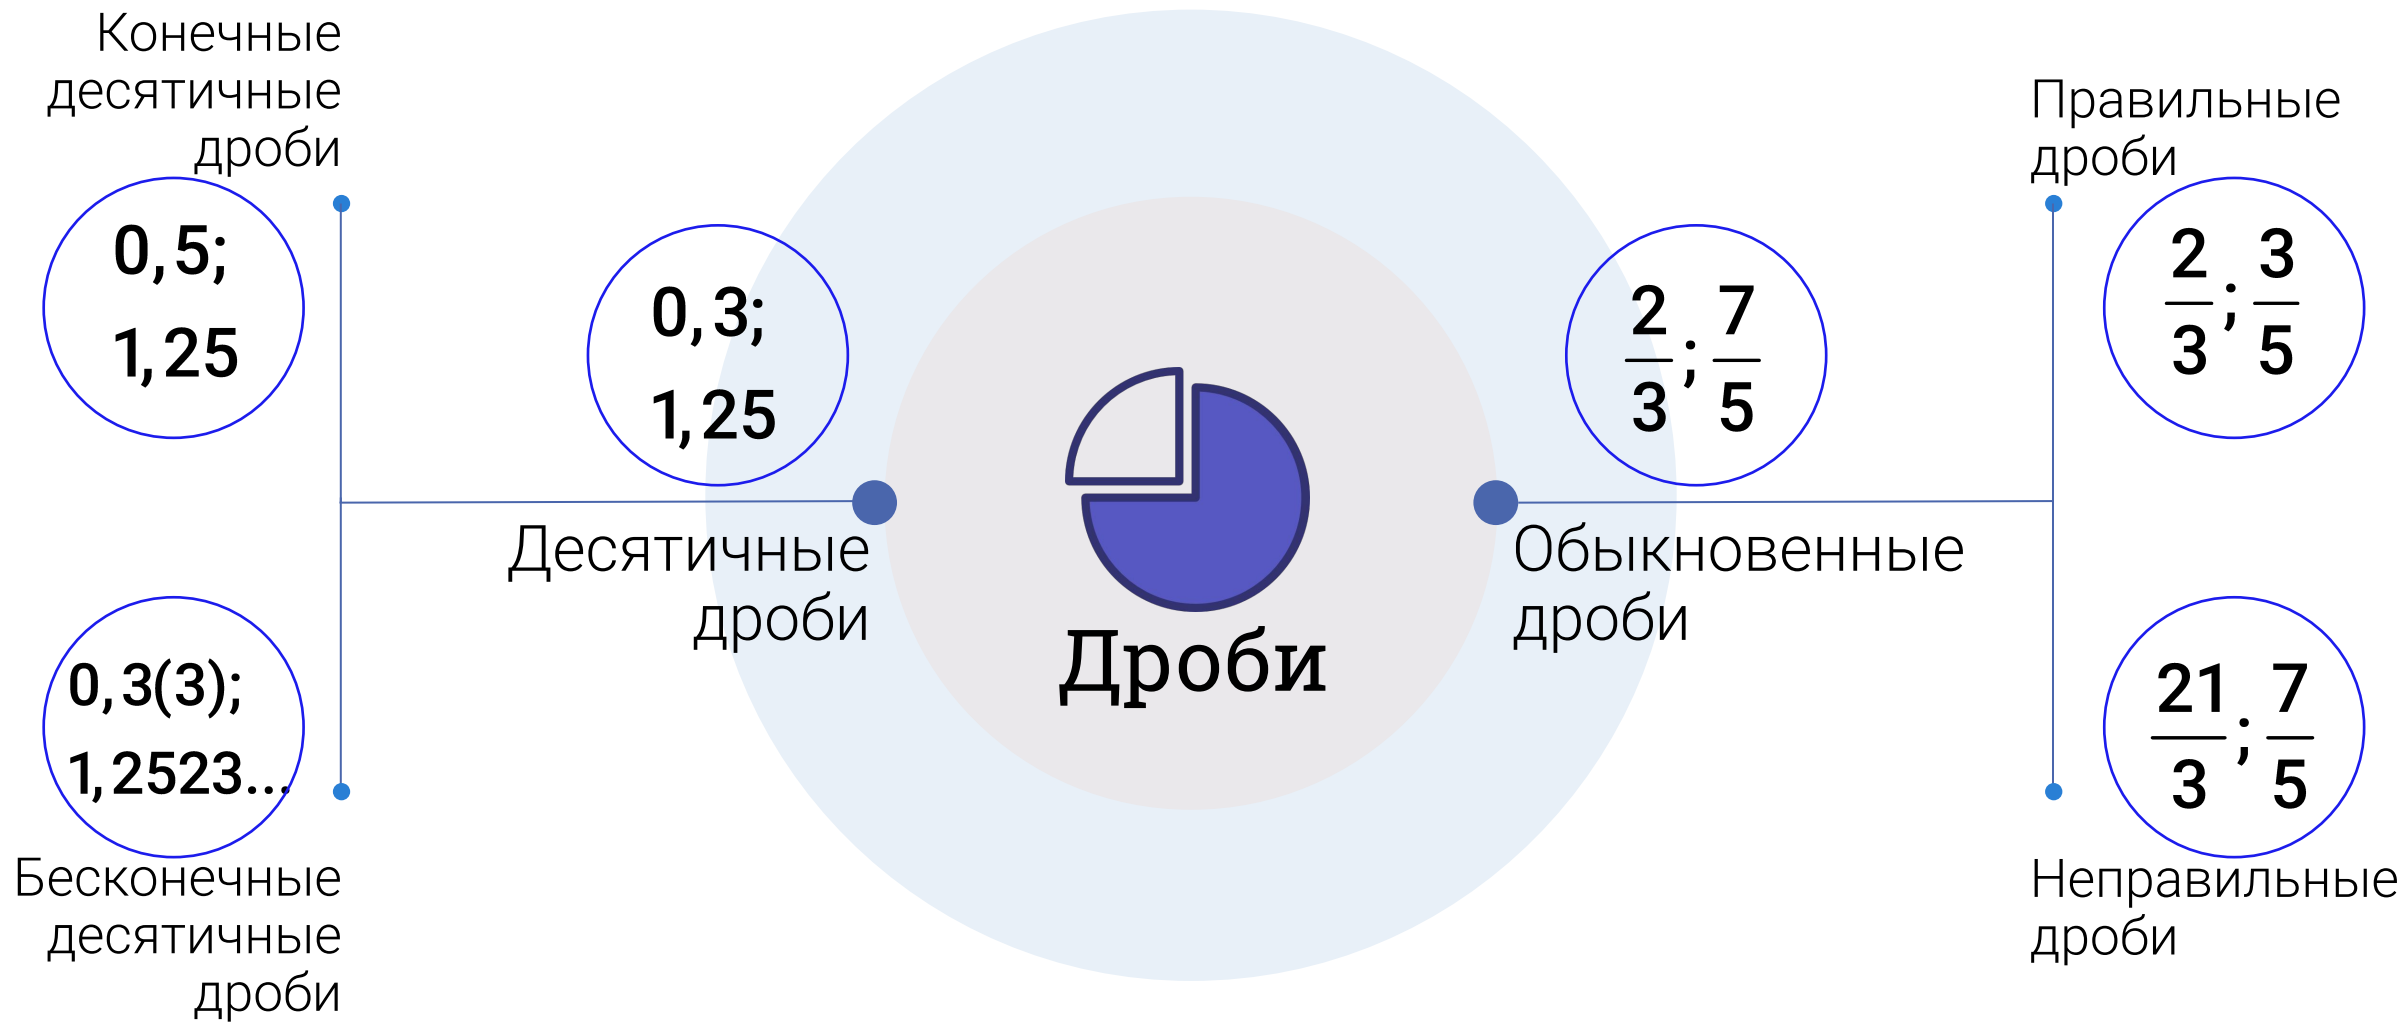 Конечные
десятичные
дроби
0,5;
1,25
Бесконечные
десятичные
дроби
0,3(3);
1,2523...
Десятичные
дроби
0,3;
1,25
Дроби
Обыкновенные
дроби
2/3; 7/5
Правильные
дроби
2/3; 3/5
Неправильные
дроби
21/3; 7/5